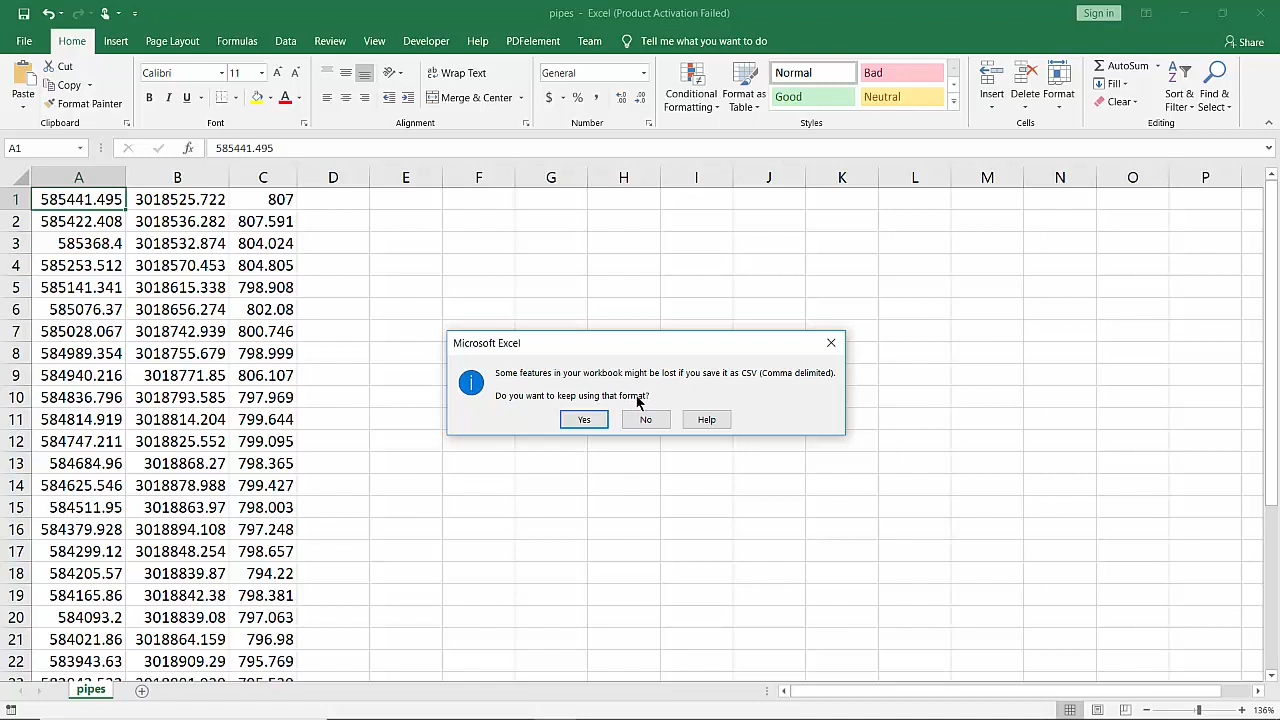 pipes - Excel (Product Activation Failed)
Sign in
File Home Insert Page Layout Formulas Data Review View Developer Help PDFelement Team Tell me what you want to do Share
Paste
Cut
Copy
Format Painter
Clipboard
Calibri 11
B I U
Font
Wrap Text
Merge & Center
Alignment
General
$ % ,
Number
Conditional Formatting
Format as Table
Normal Bad
Good Neutral
Styles
Insert Delete Format
Cells
AutoSum
Fill
Clear
Sort & Filter
Find & Select
Editing
A1 fx 585441.495
A B C D E F G H I J K L M N O P
1 585441.495 3018525.722 807
2 585422.408 3018536.282 807.591
3 585368.4 3018532.874 804.024
4 585253.512 3018570.453 804.805
5 585141.341 3018615.338 798.908
6 585076.37 3018656.274 802.08
7 585028.067 3018742.939 800.746
8 584989.354 3018755.679 798.999
9 584940.216 3018771.85 806.107
10 584836.796 3018793.585 797.969
11 584814.919 3018814.204 799.644
12 584747.211 3018825.552 799.095
13 584684.96 3018868.27 798.365
14 584625.546 3018878.988 799.427
15 584511.95 3018863.97 798.003
16 584379.928 3018894.108 797.248
17 584299.12 3018848.254 798.657
18 584205.57 3018839.87 794.22
19 584165.86 3018842.38 798.381
20 584093.2 3018839.08 797.063
21 584021.86 3018864.159 796.98
22 583943.63 3018909.29 795.769
Microsoft Excel
Some features in your workbook might be lost if you save it as CSV (Comma delimited).
Do you want to keep using that format?
Yes No Help
pipes
136%